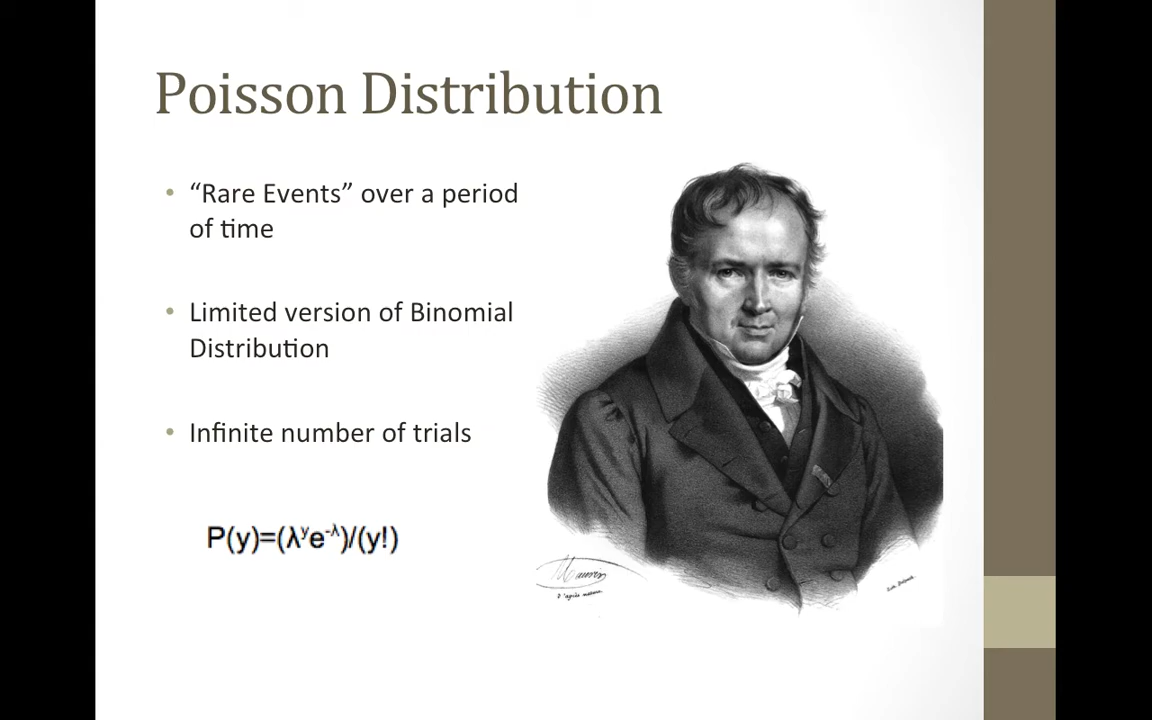 Poisson Distribution
• “Rare Events” over a period
of time
• Limited version of Binomial
Distribution
• Infinite number of trials
P(y)=(λʸe⁻λ)/(y!)